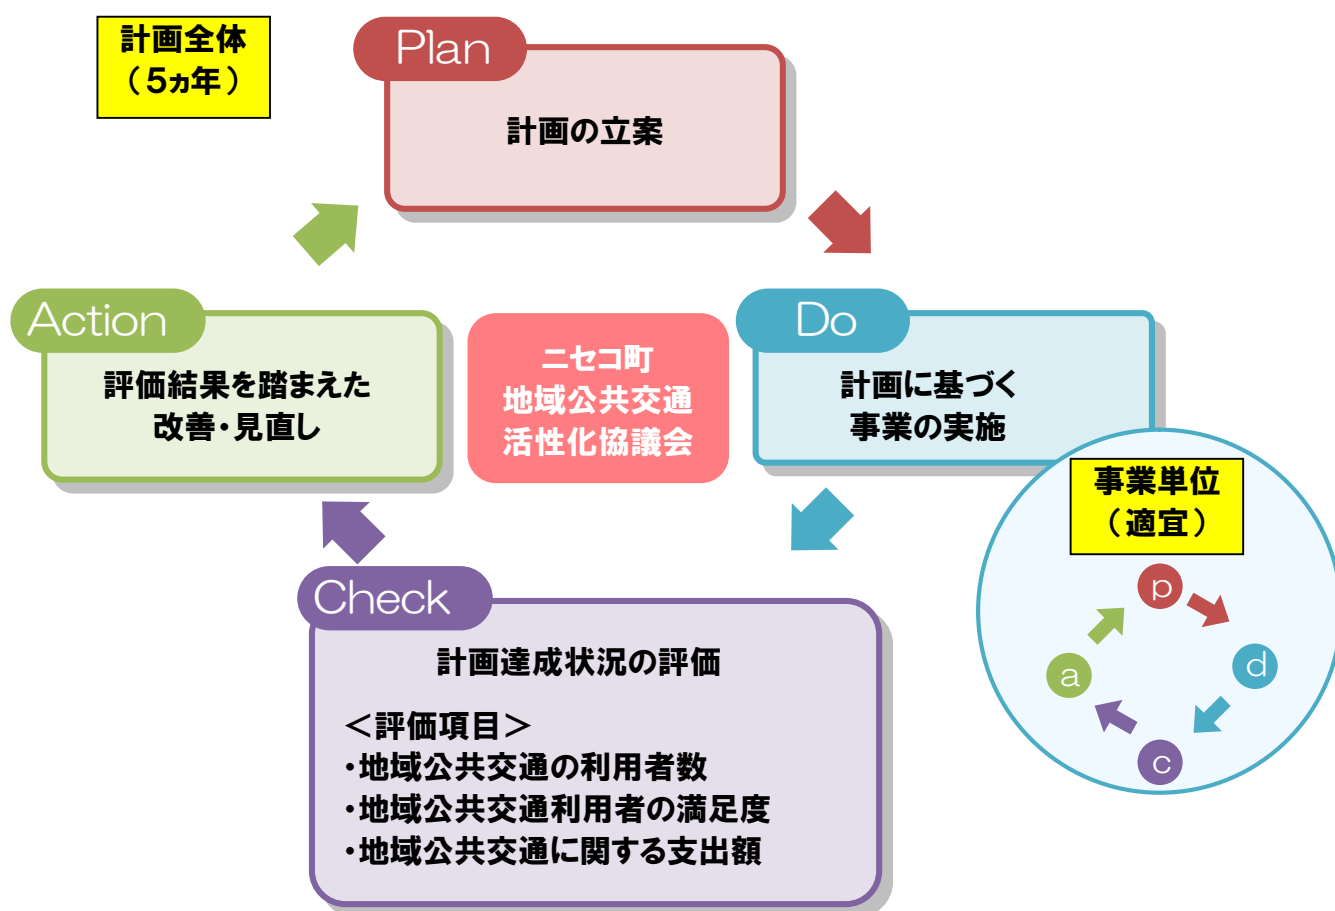 計画全体
（5ヵ年）
Plan
計画の立案
Action
評価結果を踏まえた
改善・見直し
ニセコ町
地域公共交通
活性化協議会
Do
計画に基づく
事業の実施
事業単位
（適宜）
p
d
c
a
Check
計画達成状況の評価
＜評価項目＞
・地域公共交通の利用者数
・地域公共交通利用者の満足度
・地域公共交通に関する支出額